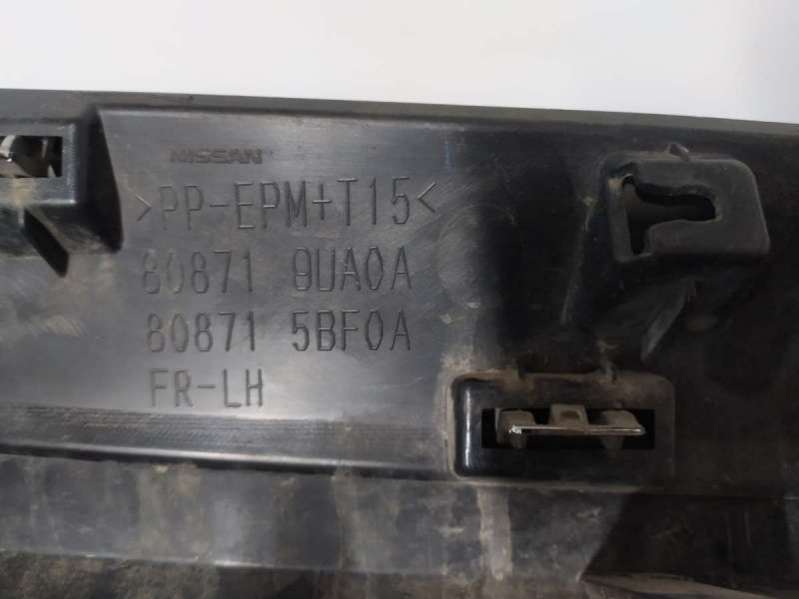 NISSAN
>PP-EPM+T15<
80871 9UA0A
80871 5BF0A
FR-LH